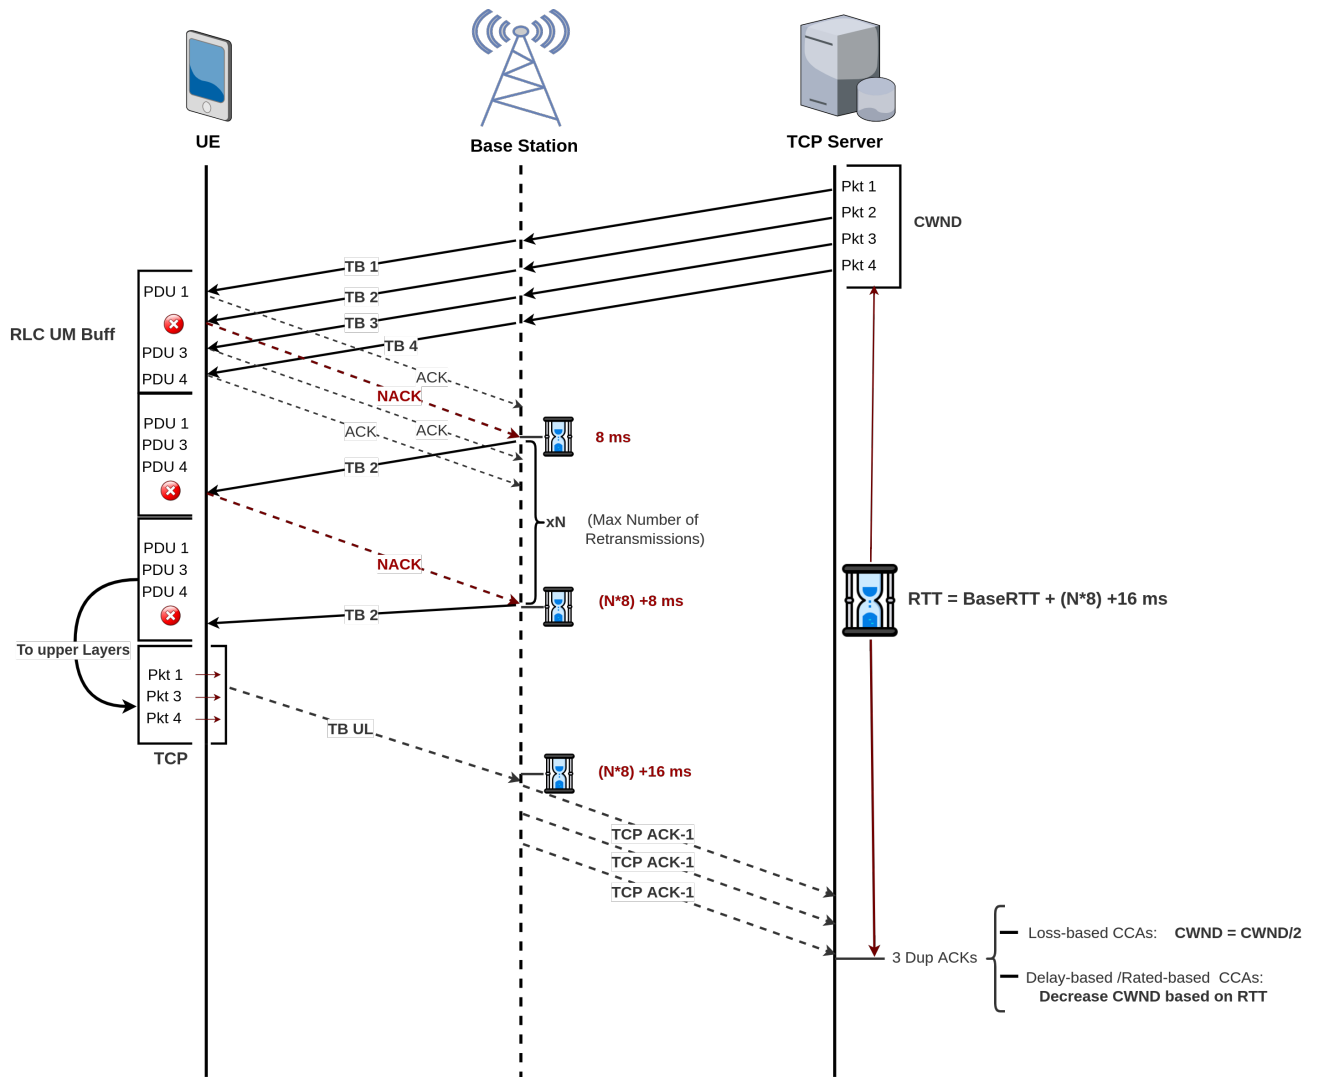 UE
Base Station
TCP Server
Pkt 1
Pkt 2
Pkt 3
Pkt 4
CWND
TB 1
TB 2
TB 3
TB 4
RLC UM Buff
PDU 1
PDU 3
PDU 4
ACK
NACK
ACK
ACK
8 ms
PDU 1
PDU 3
PDU 4
TB 2
xN
(Max Number of
Retransmissions)
PDU 1
PDU 3
PDU 4
NACK
(N*8) +8 ms
RTT = BaseRTT + (N*8) +16 ms
TB 2
To upper Layers
Pkt 1
Pkt 3
Pkt 4
TCP
TB UL
(N*8) +16 ms
TCP ACK-1
TCP ACK-1
TCP ACK-1
3 Dup ACKs
Loss-based CCAs: CWND = CWND/2
Delay-based /Rated-based CCAs:
Decrease CWND based on RTT